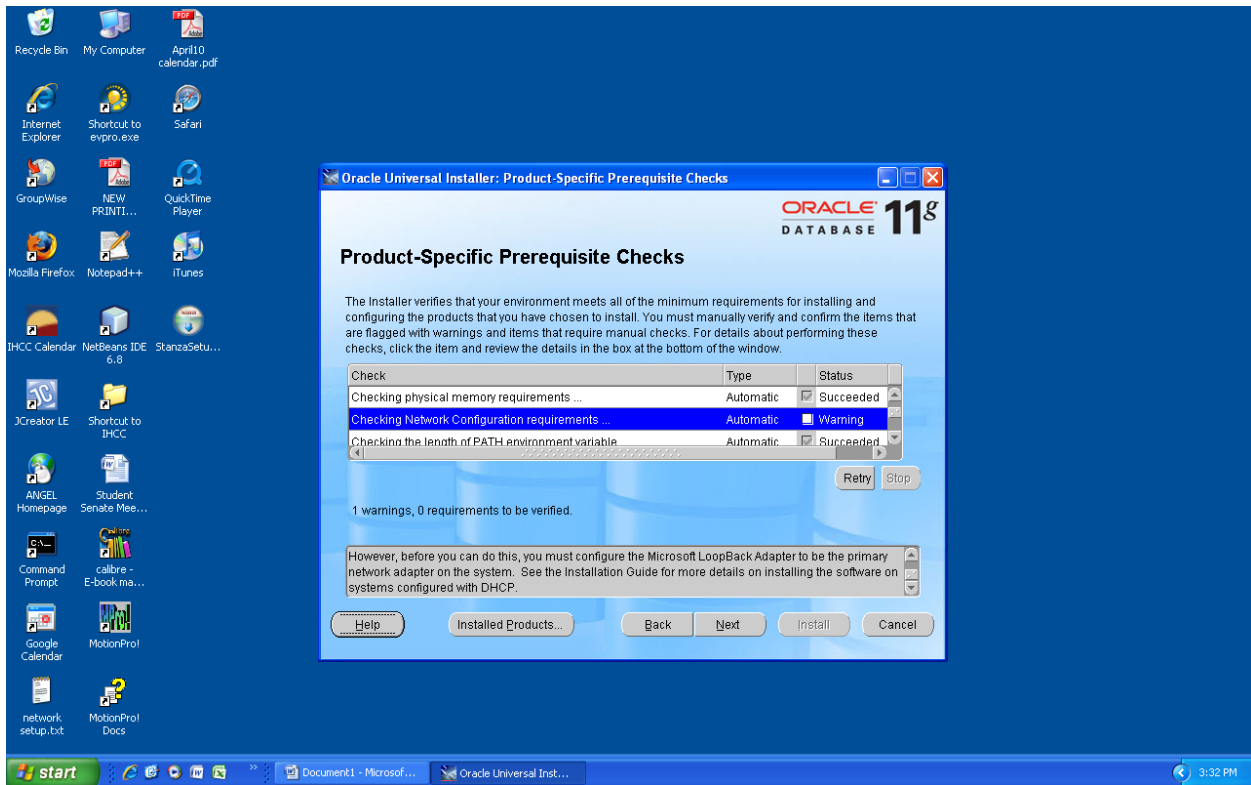 Recycle Bin
My Computer
April10
calendar.pdf
Internet
Explorer
Shortcut to
evpro.exe
Safari
GroupWise
NEW
PRINTI...
QuickTime
Player
Mozilla Firefox
Notepad++
iTunes
IHCC Calendar
NetBeans IDE
6.8
StanzaSetu...
JCreator LE
Shortcut to
IHCC
ANGEL
Homepage
Student
Senate Mee...
Command
Prompt
calibre -
E-book ma...
Google
Calendar
MotionPro!
network
setup.txt
MotionPro!
Docs
Oracle Universal Installer: Product-Specific Prerequisite Checks
ORACLE 11g
DATABASE
Product-Specific Prerequisite Checks
The Installer verifies that your environment meets all of the minimum requirements for installing and
configuring the products that you have chosen to install. You must manually verify and confirm the items that
are flagged with warnings and items that require manual checks. For details about performing these
checks, click the item and review the details in the box at the bottom of the window.
Check Type Status
Checking physical memory requirements ... Automatic Succeeded
Checking Network Configuration requirements ... Automatic Warning
Checking the length of PATH environment variable Automatic Succeeded
Retry Stop
1 warnings, 0 requirements to be verified.
However, before you can do this, you must configure the Microsoft LoopBack Adapter to be the primary
network adapter on the system. See the Installation Guide for more details on installing the software on
systems configured with DHCP.
Help Installed Products... Back Next Install Cancel
start Document1 - Microsof... Oracle Universal Inst... 3:32 PM